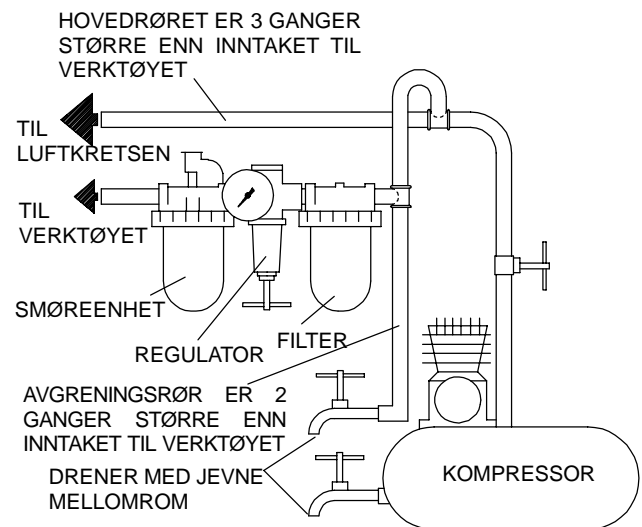 HOVEDRØRET ER 3 GANGER
STØRRE ENN INNTAKET TIL
VERKTØYET
TIL
LUFTKRETSEN
TIL
VERKTØYET
SMØREENHET
REGULATOR
FILTER
AVGRENINGSRØR ER 2
GANGER STØRRE ENN
INNTAKET TIL VERKTØYET
DRENER MED JEVNE
MELLOMROM
KOMPRESSOR